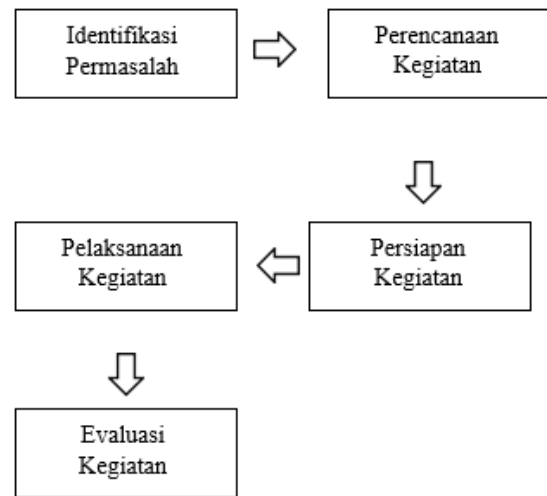 Identifikasi
Permasalah
Perencanaan
Kegiatan
Persiapan
Kegiatan
Pelaksanaan
Kegiatan
Evaluasi
Kegiatan